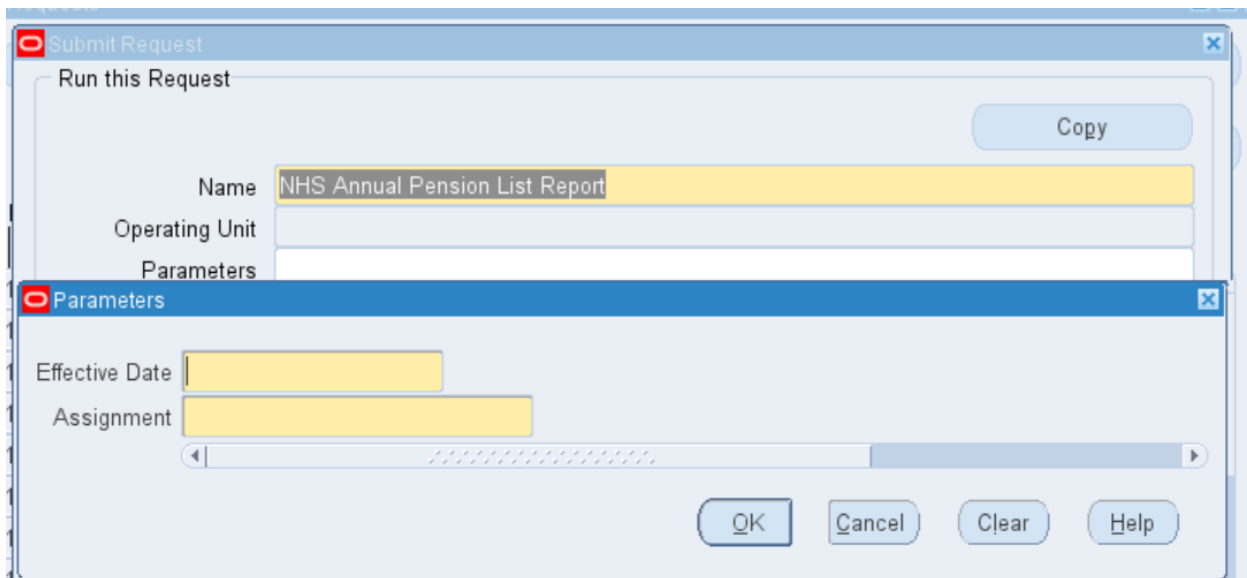 Submit Request
Run this Request
Copy
Name NHS Annual Pension List Report
Operating Unit
Parameters
Parameters
Effective Date
Assignment
OK Cancel Clear Help